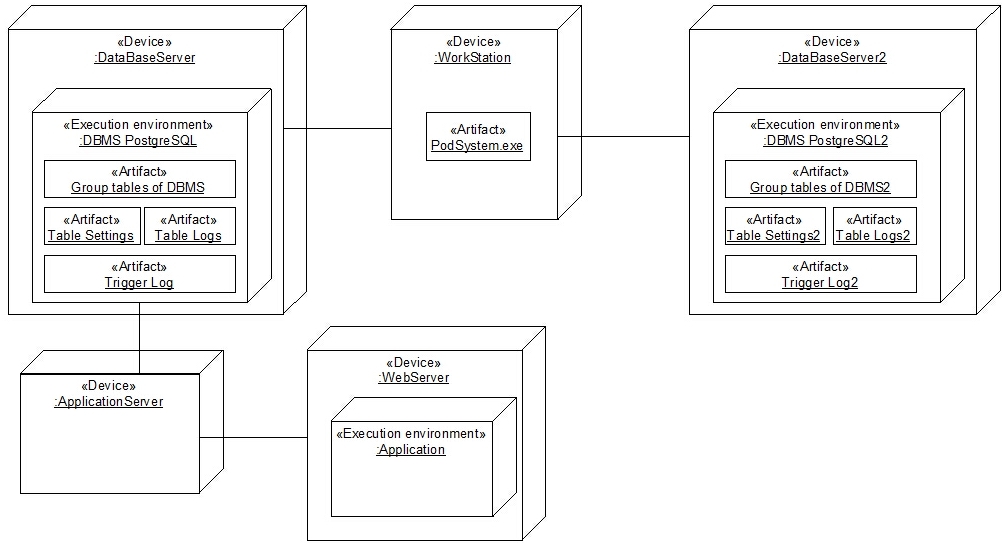 «Device»
:DataBaseServer
«Execution environment»
:DBMS PostgreSQL
«Artifact»
Group tables of DBMS
«Artifact»
Table Settings
«Artifact»
Table Logs
«Artifact»
Trigger Log
«Device»
:WorkStation
«Artifact»
PodSystem.exe
«Device»
:DataBaseServer2
«Execution environment»
:DBMS PostgreSQL2
«Artifact»
Group tables of DBMS2
«Artifact»
Table Settings2
«Artifact»
Table Logs2
«Artifact»
Trigger Log2
«Device»
:ApplicationServer
«Device»
:WebServer
«Execution environment»
:Application